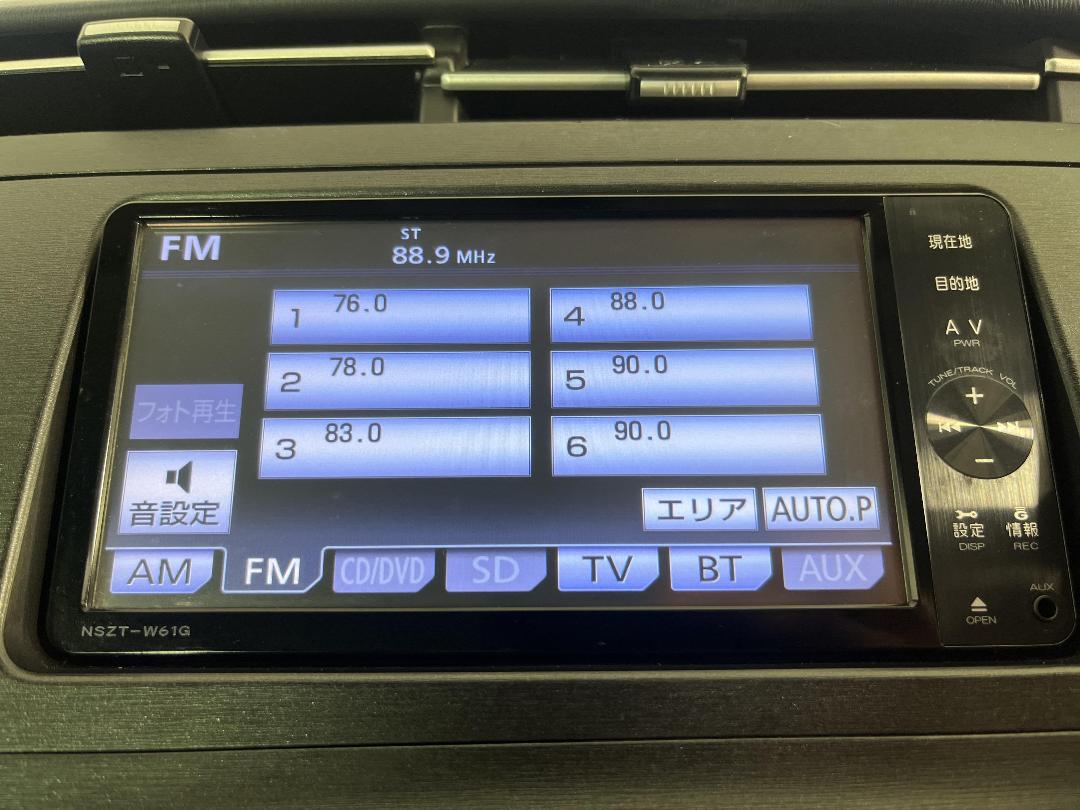 FM
ST
88.9 MHz
1 76.0
4 88.0
2 78.0
5 90.0
3 83.0
6 90.0
フォト再生
音設定
エリア
AUTO.P
AM
FM
CD/DVD
SD
TV
BT
AUX
NSZT-W61G
現在地
目的地
A V
PWR
TUNE/TRACK VOL
+
−
設定
DISP
情報
REC
OPEN
AUX